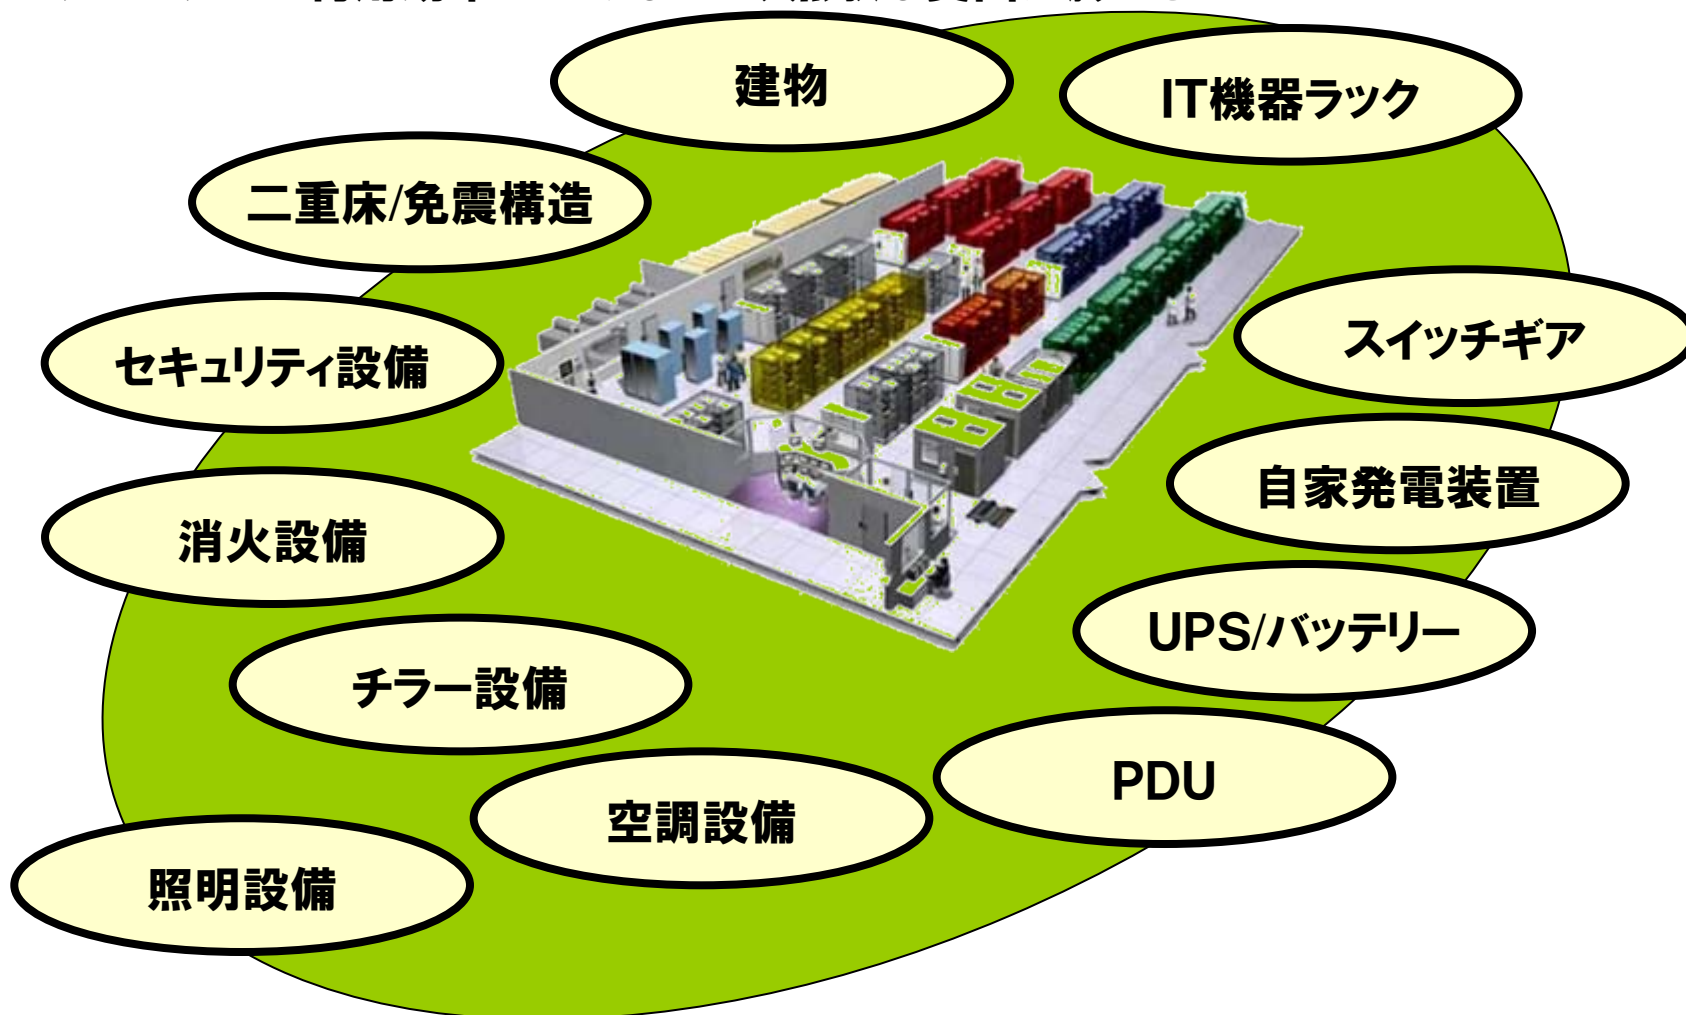 建物
IT機器ラック
二重床/免震構造
セキュリティ設備
スイッチギア
自家発電装置
消火設備
UPS/バッテリー
チラー設備
PDU
空調設備
照明設備